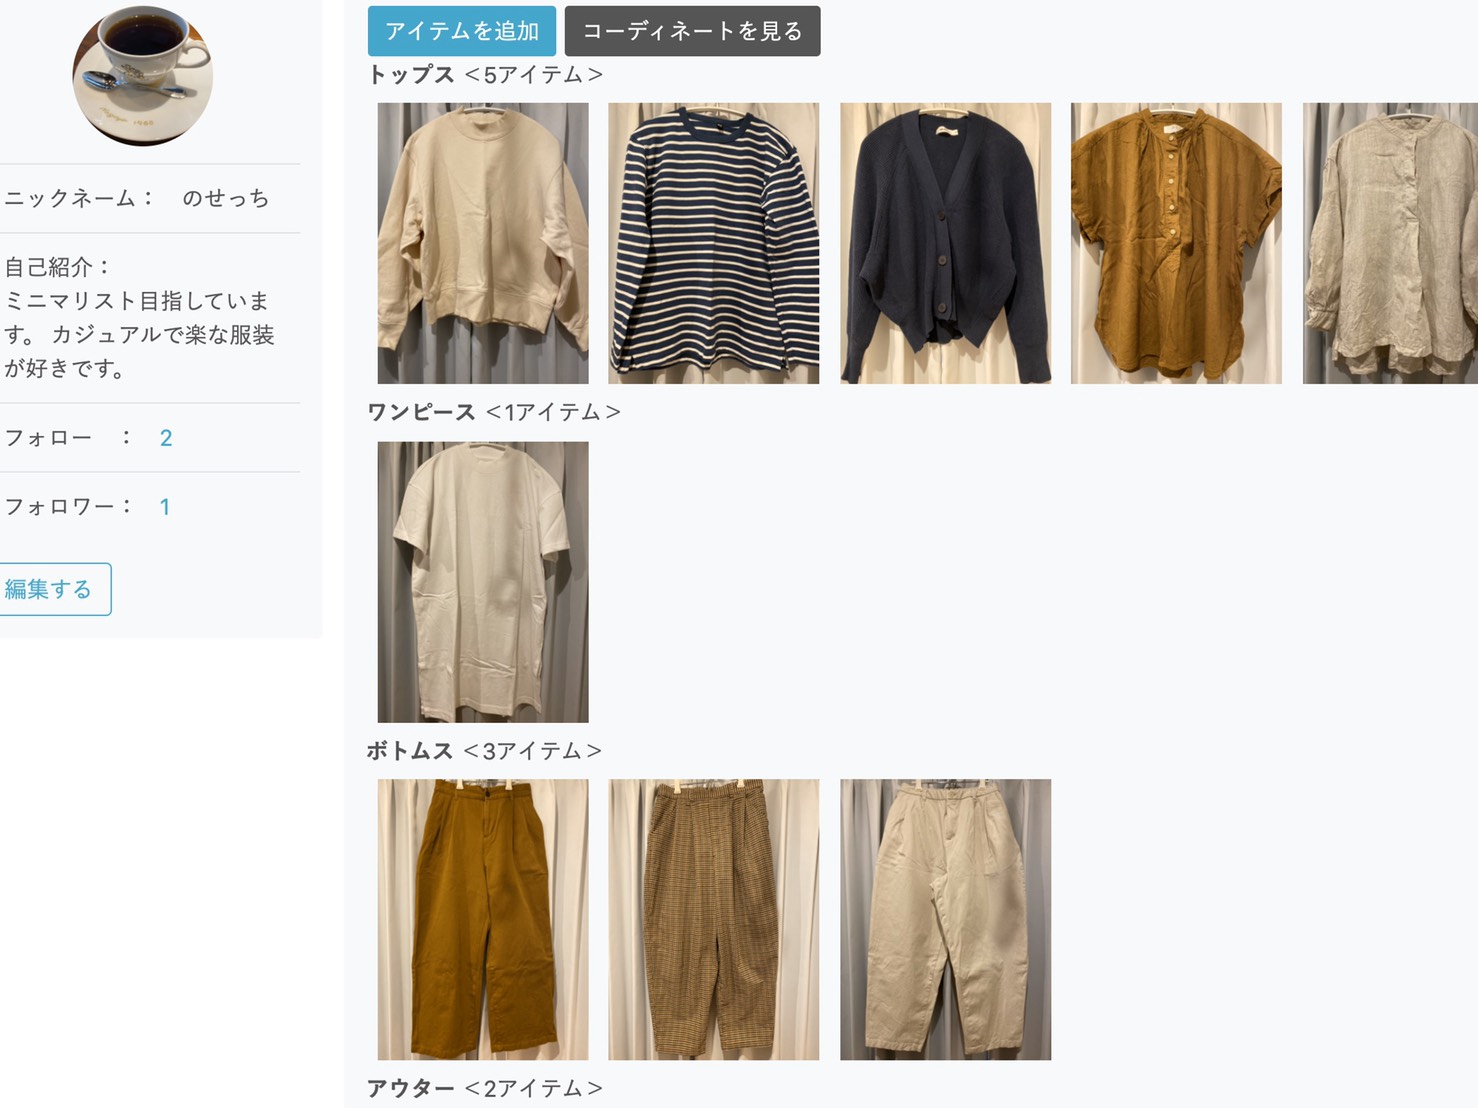 ニックネーム： のせっち
自己紹介：
ミニマリスト目指していま
す。 カジュアルで楽な服装
が好きです。
フォロー ： 2
フォロワー： 1
編集する
アイテムを追加 コーディネートを見る
トップス ＜5アイテム＞
ワンピース ＜1アイテム＞
ボトムス ＜3アイテム＞
アウター ＜2アイテム＞